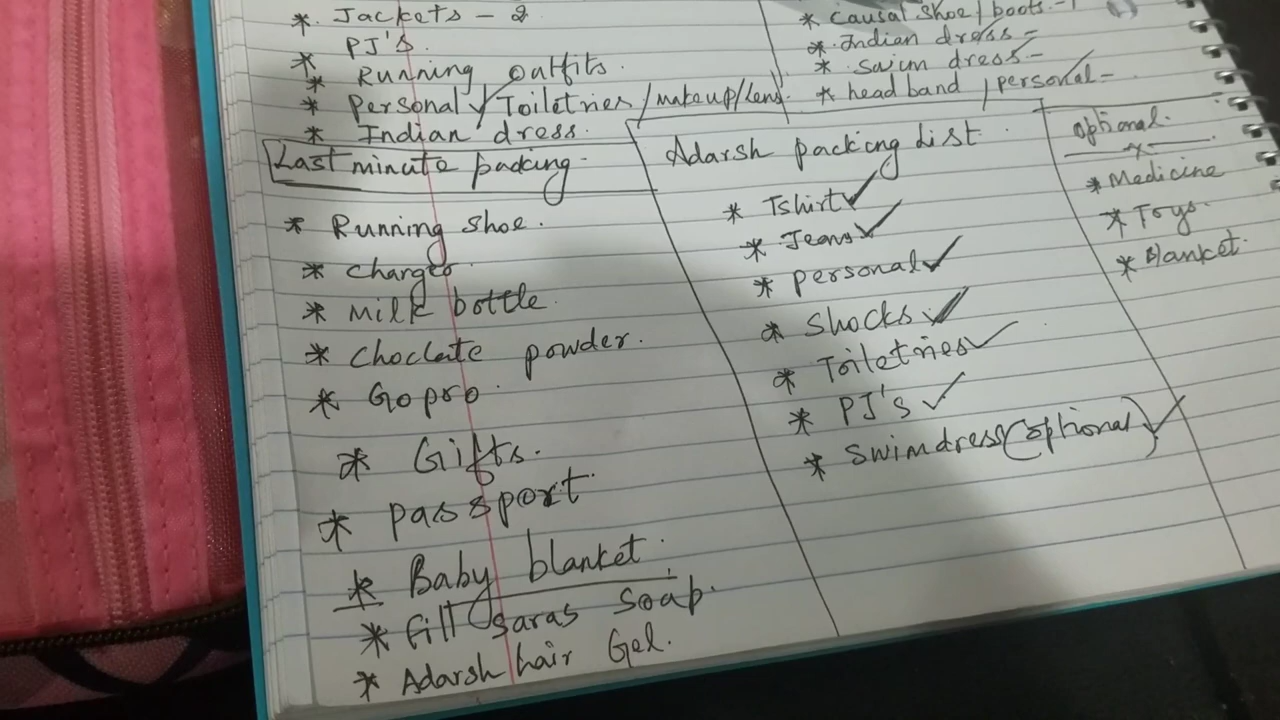 * Jackets - 2
* PJ's.
* Running outfits.
* Personal / Toiletries / makeup/Lens.
* Indian dress.
* Causal Shoe / boots. - 1
* Indian dress -
* Swim dress -
* head band / personal -
Last minute packing.
* Running Shoe.
* Charger.
* Milk bottle.
* Choclate powder.
* Gopro.
* Gifts.
* Passport.
* Baby blanket.
* fill saras soap.
* Adarsh hair Gel.
Adarsh packing List
* Tshirt ✓
* Jeans ✓
* Personal ✓
* Shocks ✓
* Toiletries ✓
* PJ's ✓
* Swimdress (optional) ✓
Optional.
* Medicine
* Toys.
* Blanket.